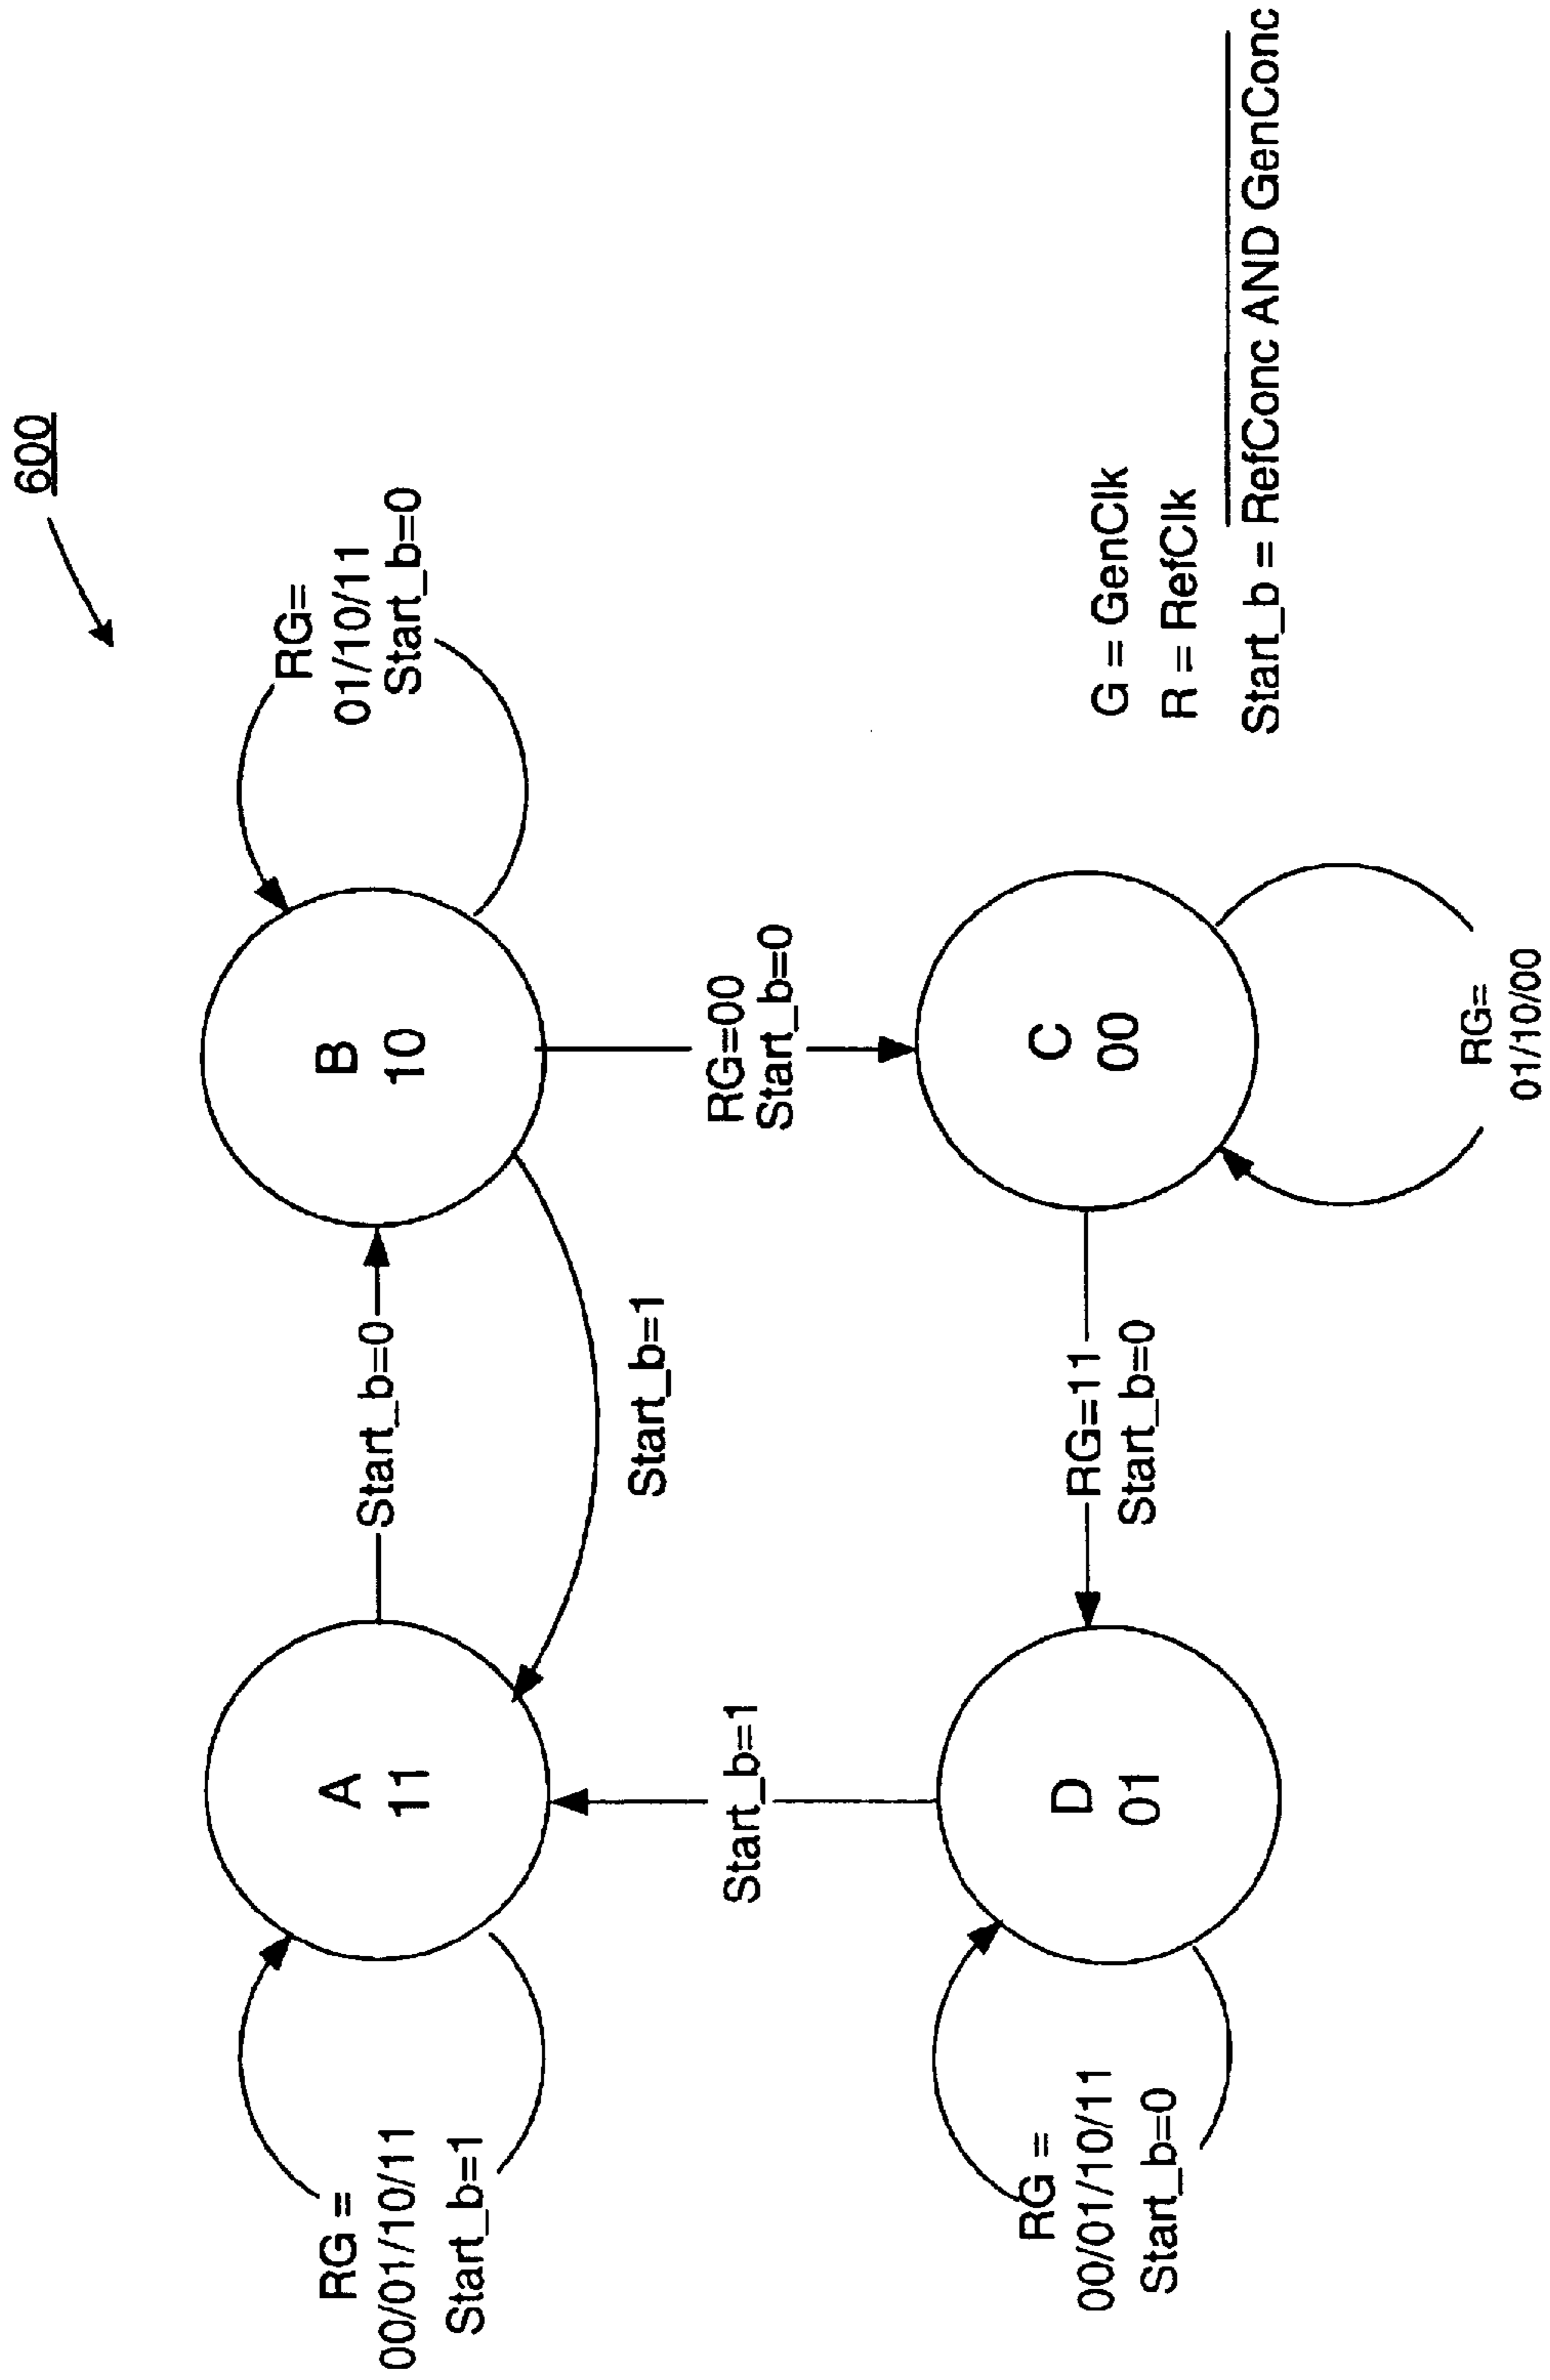 600
RG =
00/01/10/11
Start_b=1
A
11
Start_b=0
B
10
RG=
01/10/11
Start_b=0
Start_b=1
Start_b=1
RG=00
Start_b=0
RG =
00/01/10/11
Start_b=0
D
01
RG=11
Start_b=0
C
00
RG=
01/10/00
G = GenClk
R = RefClk
Start_b = RefConc AND GenConc